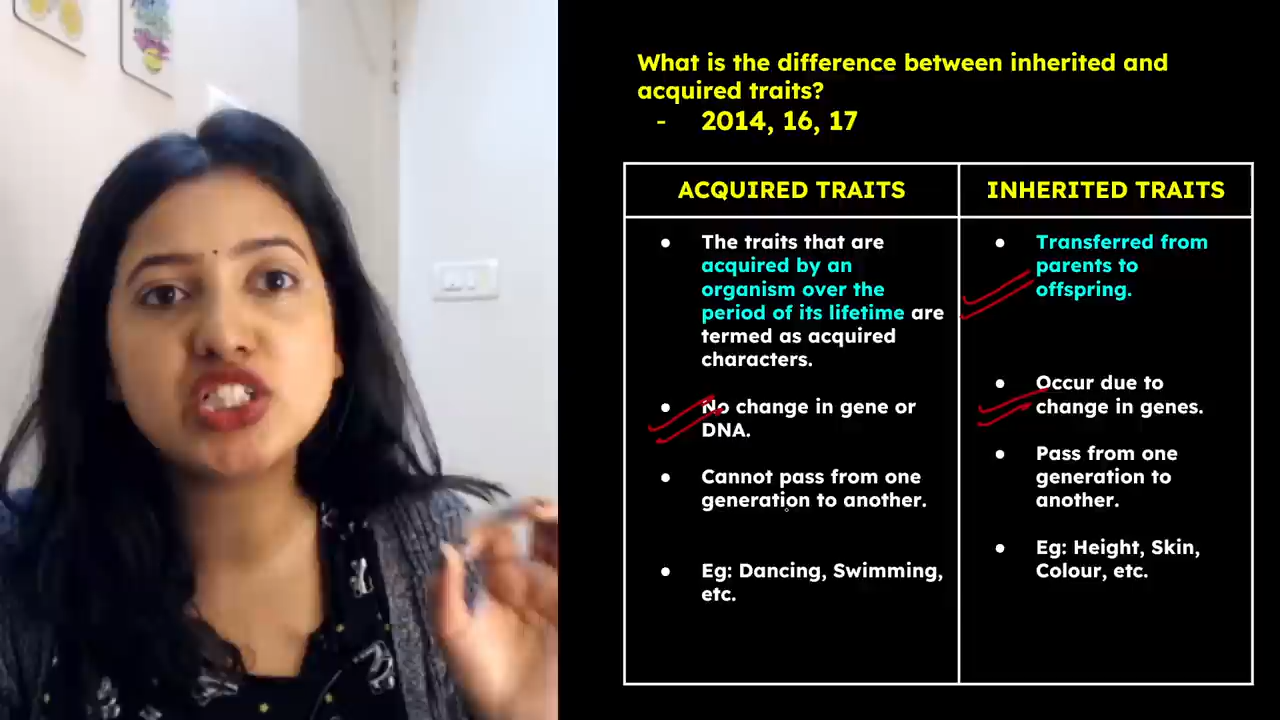 What is the difference between inherited and
acquired traits?
- 2014, 16, 17
ACQUIRED TRAITS
● The traits that are
acquired by an
organism over the
period of its lifetime are
termed as acquired
characters.
● No change in gene or
DNA.
● Cannot pass from one
generation to another.
● Eg: Dancing, Swimming,
etc.
INHERITED TRAITS
● Transferred from
parents to
offspring.
● Occur due to
change in genes.
● Pass from one
generation to
another.
● Eg: Height, Skin,
Colour, etc.